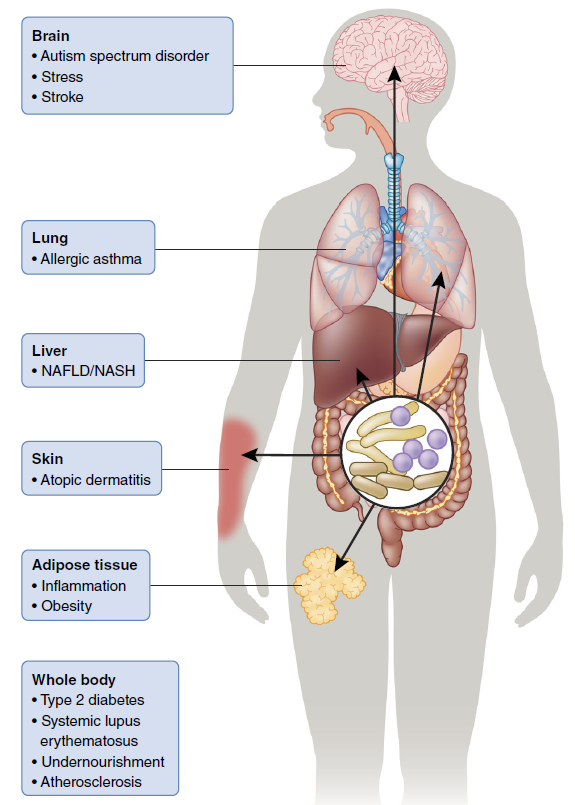 Brain
• Autism spectrum disorder
• Stress
• Stroke
Lung
• Allergic asthma
Liver
• NAFLD/NASH
Skin
• Atopic dermatitis
Adipose tissue
• Inflammation
• Obesity
Whole body
• Type 2 diabetes
• Systemic lupus
erythematosus
• Undernourishment
• Atherosclerosis